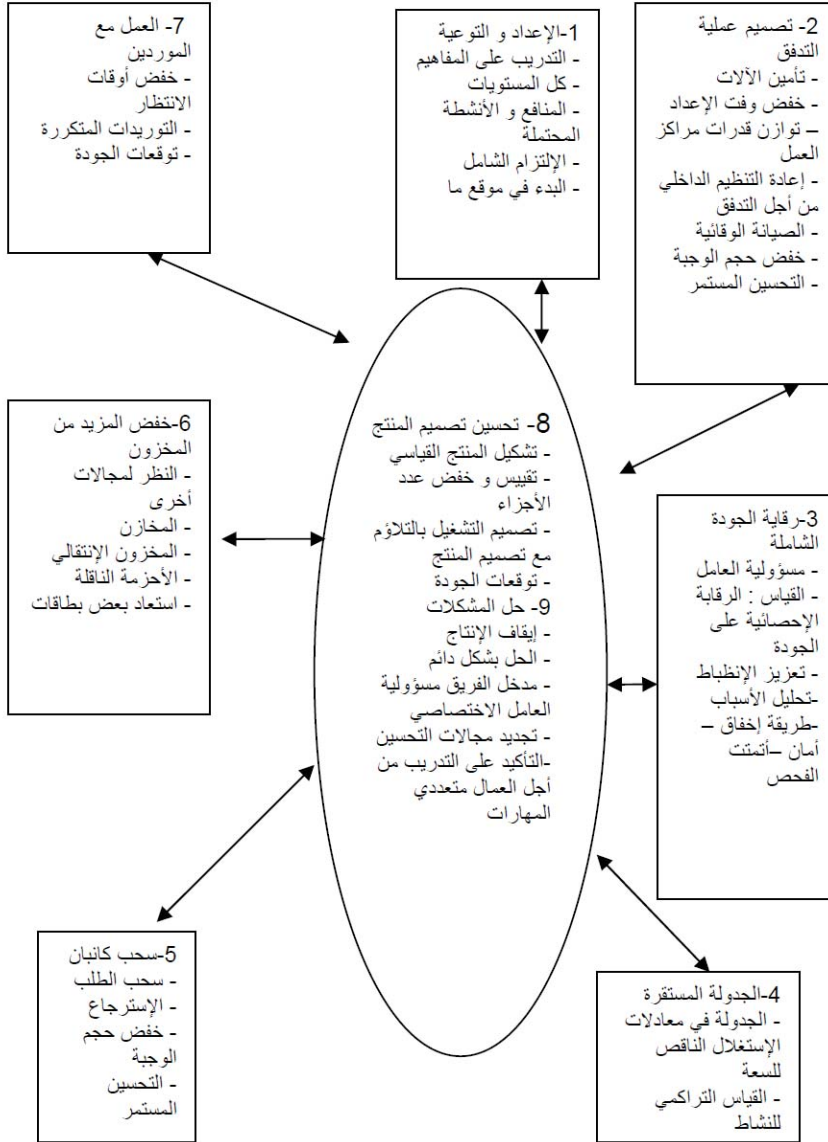 1-الإعداد و التوعية
- التدريب على المفاهيم
- كل المستويات
- المنافع و الأنشطة
المحتملة
- الإلتزام الشامل
- البدء في موقع ما
2- تصميم عملية
التدفق
- تأمين الآلات
- خفض وفت الإعداد
– توازن قدرات مراكز
العمل
- إعادة التنظيم الداخلي
من أجل التدفق
- الصيانة الوقائية
- خفض حجم الوجبة
- التحسين المستمر
3-رقاية الجودة
الشاملة
- مسؤولية العامل
- القياس : الرقابة
الإحصائية على
الجودة
- تعزيز الإنظباط
-تحليل الأسباب
-طريقة إخفاق –
أمان –أتمتت
الفحص
4-الجدولة المستقرة
- الجدولة في معادلات
الإستغلال الناقص
للسعة
- القياس التراكمي
للنشاط
5-سحب كانبان
- سحب الطلب
- الإسترجاع
- خفض حجم
الوجبة
- التحسين
المستمر
6-خفض المزيد من
المخزون
- النظر لمجالات
أخرى
- المخازن
- المخزون الإنتقالي
- الأحزمة الناقلة
- استعاد بعض بطاقات
7- العمل مع
الموردين
- خفض أوقات
الانتظار
- التوريدات المتكررة
- توقعات الجودة
8- تحسين تصميم المنتج
- تشكيل المنتج القياسي
- تقييس و خفض عدد
الأجزاء
- تصميم التشغيل بالتلاؤم
مع تصميم المنتج
- توقعات الجودة
9- حل المشكلات
- إيقاف الإنتاج
- الحل بشكل دائم
- مدخل الفريق مسؤولية
العامل الاختصاصي
- تجديد مجالات التحسين
-التأكيد على التدريب من
أجل العمال متعددي
المهارات